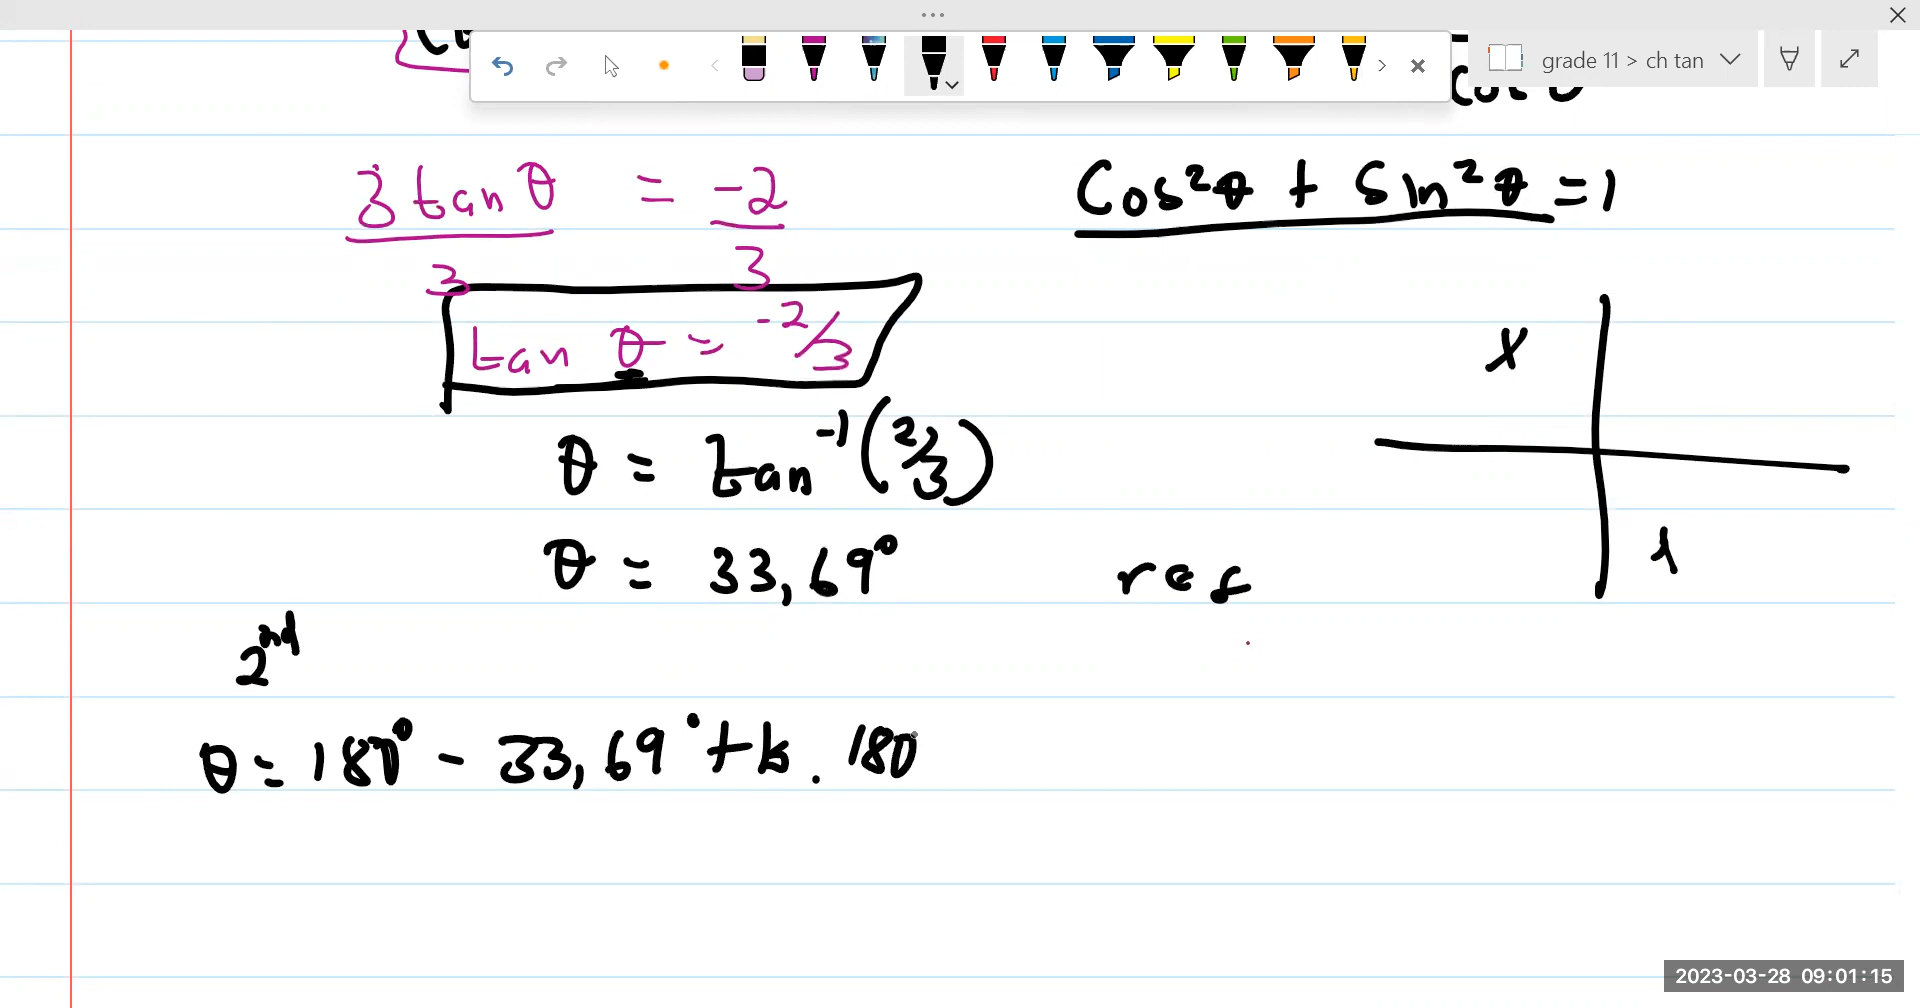 grade 11 > ch tan
3 tan θ = -2
3 3
cos²θ + sin²θ = 1
tan θ = -2/3
θ = tan⁻¹(2/3)
θ = 33,69° ref
2nd
θ = 180° - 33,69° + k . 180
2023-03-28 09:01:15